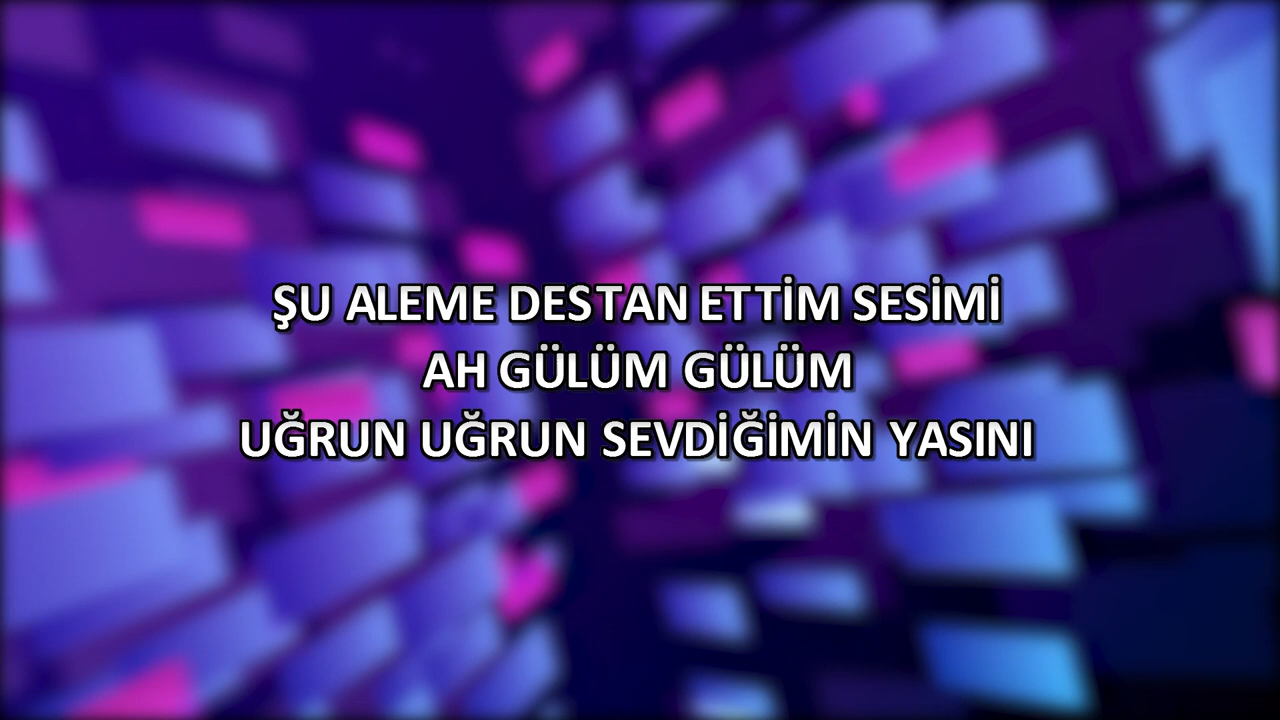 ŞU ALEME DESTAN ETTİM SESİMİ
AH GÜLÜM GÜLÜM
UĞRUN UĞRUN SEVDİĞİMİN YASINI